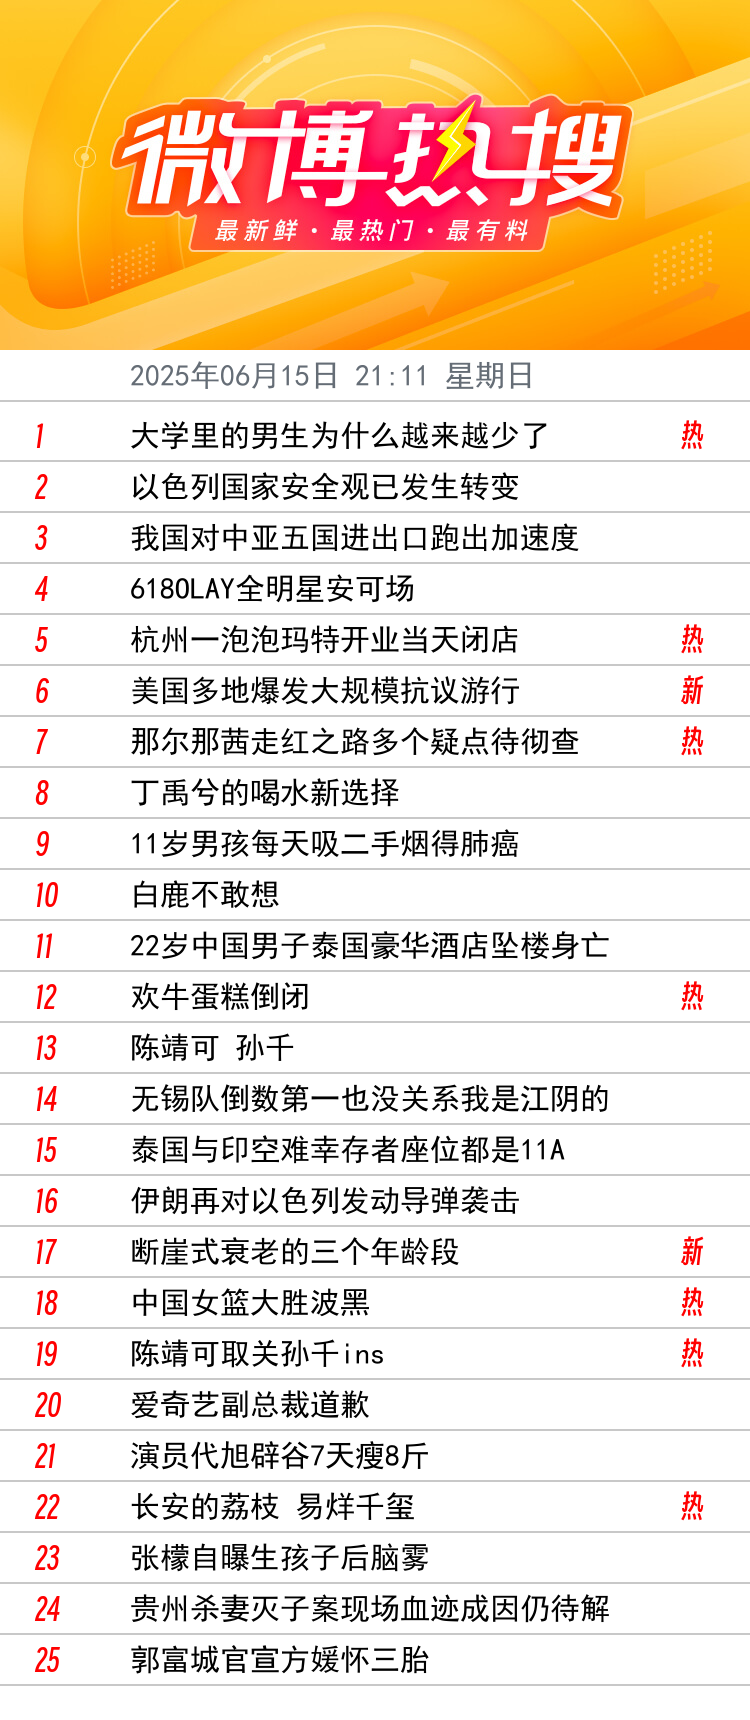 微博热搜
最新鲜·最热门·最有料
2025年06月15日 21:11 星期日
1 大学里的男生为什么越来越少了 热
2 以色列国家安全观已发生转变
3 我国对中亚五国进出口跑出加速度
4 618OLAY全明星安可场
5 杭州一泡泡玛特开业当天闭店 热
6 美国多地爆发大规模抗议游行 新
7 那尔那茜走红之路多个疑点待彻查 热
8 丁禹兮的喝水新选择
9 11岁男孩每天吸二手烟得肺癌
10 白鹿不敢想
11 22岁中国男子泰国豪华酒店坠楼身亡
12 欢牛蛋糕倒闭 热
13 陈靖可 孙千
14 无锡队倒数第一也没关系我是江阴的
15 泰国与印空难幸存者座位都是11A
16 伊朗再对以色列发动导弹袭击
17 断崖式衰老的三个年龄段 新
18 中国女篮大胜波黑 热
19 陈靖可取关孙千ins 热
20 爱奇艺副总裁道歉
21 演员代旭辟谷7天瘦8斤
22 长安的荔枝 易烊千玺 热
23 张檬自曝生孩子后脑雾
24 贵州杀妻灭子案现场血迹成因仍待解
25 郭富城官宣方媛怀三胎